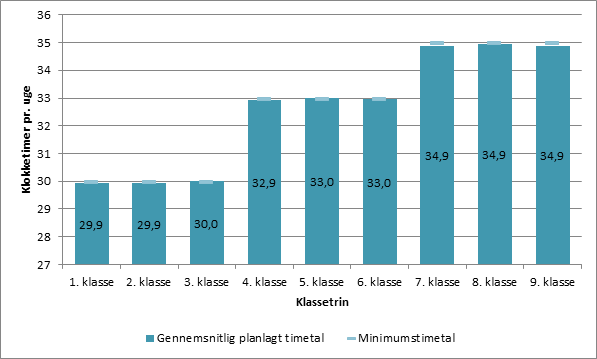 36
35
34
33
32
31
30
29
28
27
Klokketimer pr. uge
29,9 29,9 30,0 32,9 33,0 33,0 34,9 34,9 34,9
1. klasse 2. klasse 3. klasse 4. klasse 5. klasse 6. klasse 7. klasse 8. klasse 9. klasse
Klassetrin
Gennemsnitlig planlagt timetal Minimumstimetal